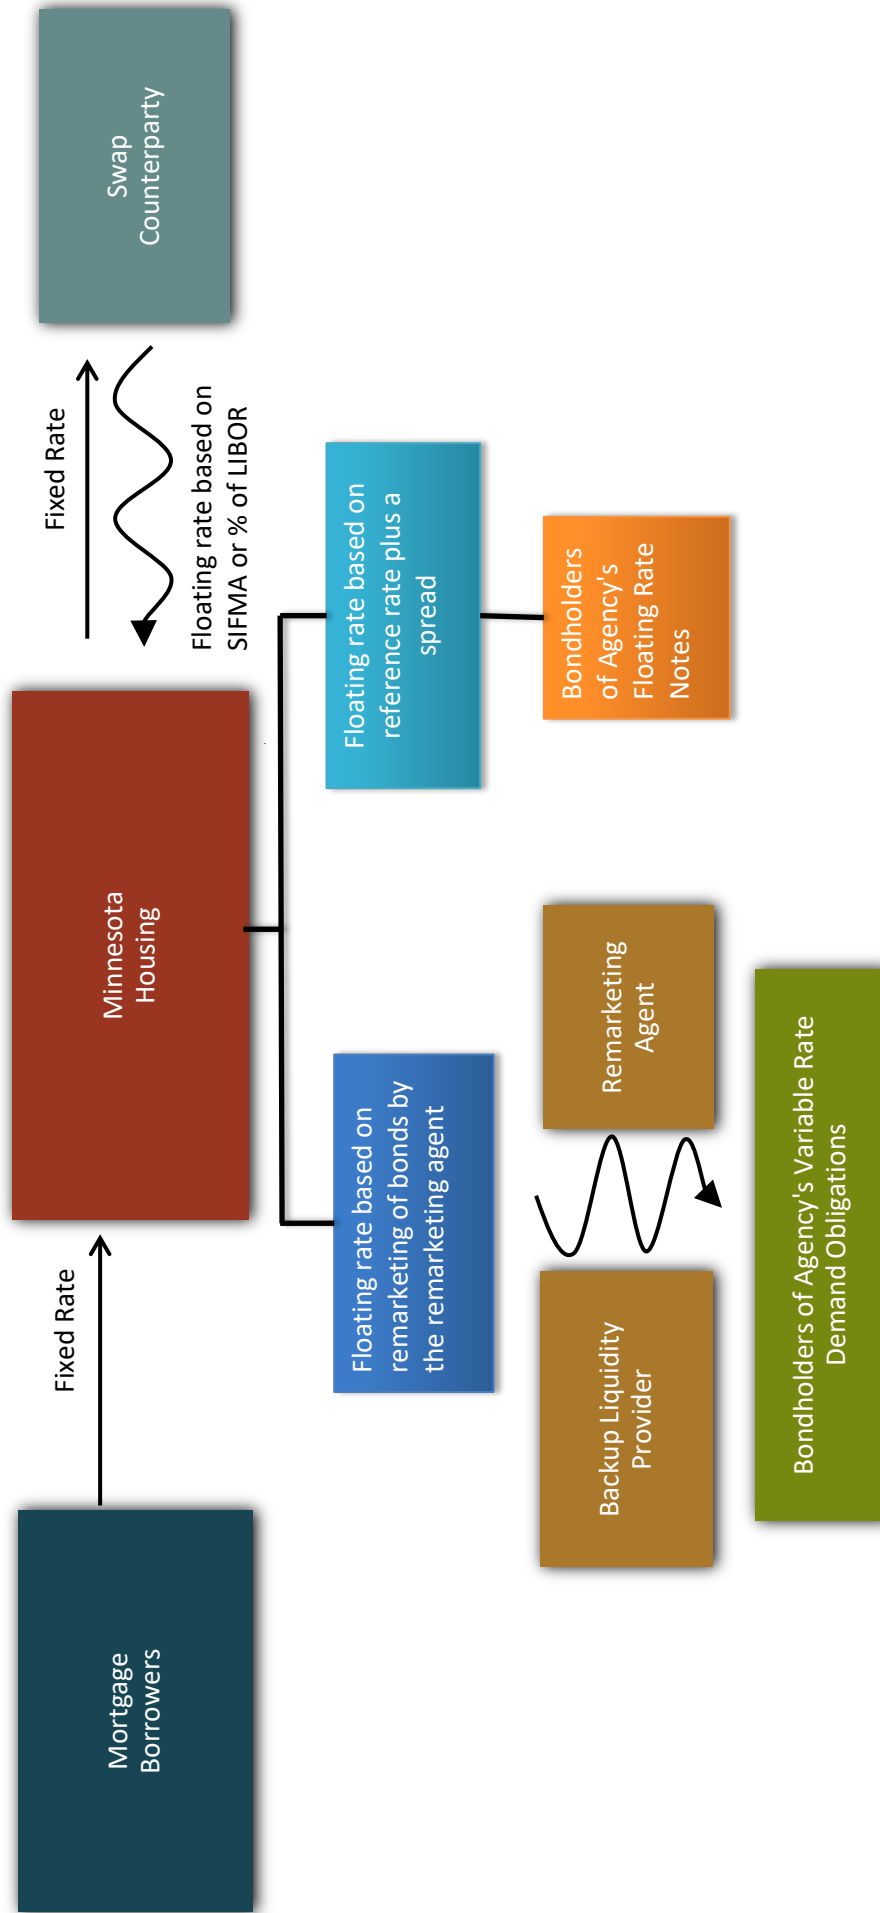 Mortgage
Borrowers
Fixed Rate
Minnesota
Housing
Fixed Rate
Floating rate based on
SIFMA or % of LIBOR
Swap
Counterparty
Floating rate based on
remarketing of bonds by
the remarketing agent
Floating rate based on
reference rate plus a
spread
Backup Liquidity
Provider
Remarketing
Agent
Bondholders
of Agency's
Floating Rate
Notes
Bondholders of Agency's Variable Rate
Demand Obligations